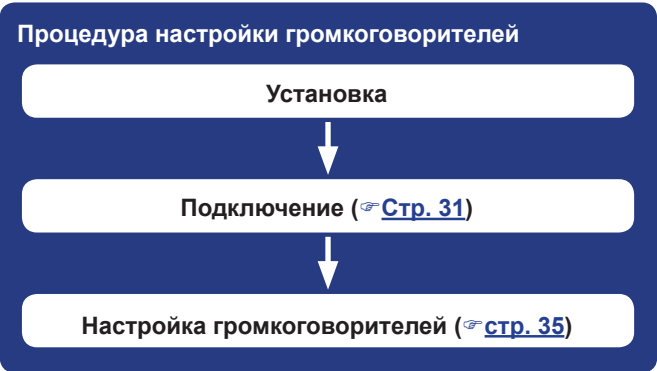 Процедура настройки громкоговорителей
Установка
Подключение (☞Стр. 31)
Настройка громкоговорителей (☞стр. 35)